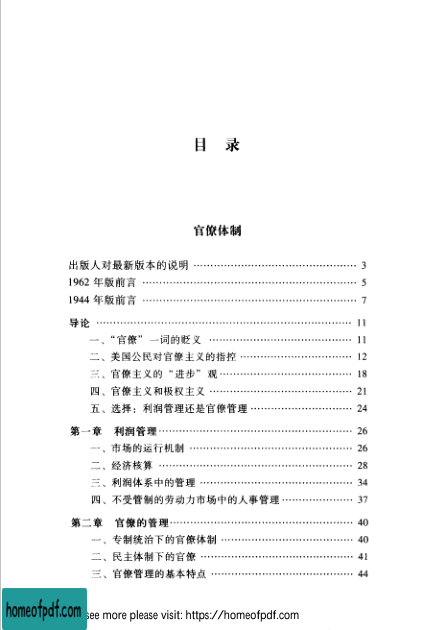 目 录
官僚体制
出版人对最新版本的说明 ………………………………………… 3
1962 年版前言 ……………………………………………………… 5
1944 年版前言 ……………………………………………………… 7
导论 ………………………………………………………………… 11
一、“官僚” 一词的贬义 …………………………………… 11
二、美国公民对官僚主义的指控 …………………………… 12
三、官僚主义的 “进步” 观 ………………………………… 18
四、官僚主义和极权主义 …………………………………… 21
五、选择：利润管理还是官僚管理 ………………………… 24
第一章 利润管理 ………………………………………………… 26
一、市场的运行机制 ………………………………………… 26
二、经济核算 ………………………………………………… 28
三、利润体系中的管理 ……………………………………… 34
四、不受管制的劳动力市场中的人事管理 ………………… 37
第二章 官僚的管理 ……………………………………………… 40
一、专制统治下的官僚体制 ………………………………… 40
二、民主体制下的官僚 ……………………………………… 41
三、官僚管理的基本特点 …………………………………… 44
homeofpdf.com
see more please visit: https://homeofpdf.com